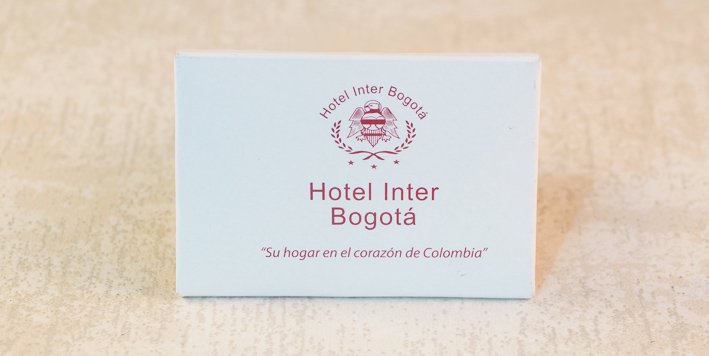 Hotel Inter Bogotá
Hotel Inter
Bogotá
“Su hogar en el corazón de Colombia”